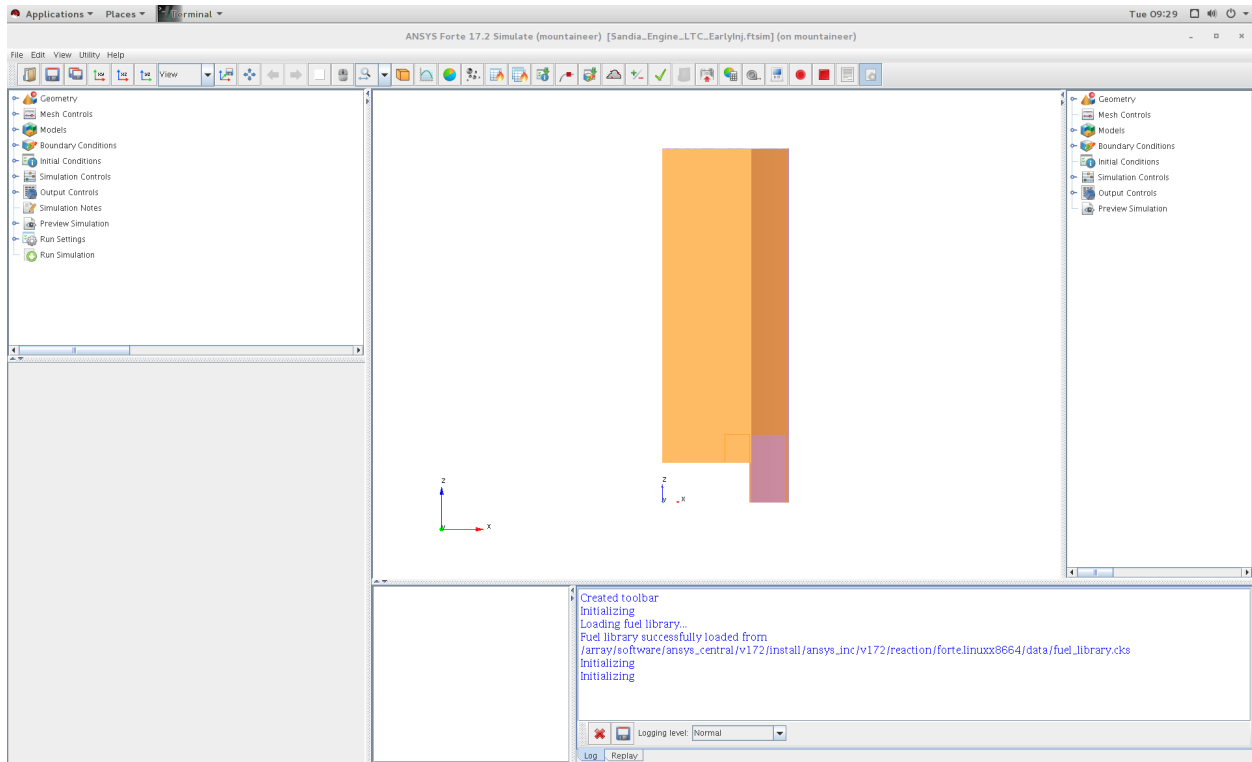 Applications Places Terminal Tue 09:29
ANSYS Forte 17.2 Simulate (mountaineer) [Sandia_Engine_LTC_EarlyInj.ftsim] (on mountaineer)
File Edit View Utility Help
View
Geometry
Mesh Controls
Models
Boundary Conditions
Initial Conditions
Simulation Controls
Output Controls
Simulation Notes
Preview Simulation
Run Settings
Run Simulation
z
x
y
z
x
y
Geometry
Mesh Controls
Models
Boundary Conditions
Initial Conditions
Simulation Controls
Output Controls
Preview Simulation
Created toolbar
Initializing
Loading fuel library...
Fuel library successfully loaded from
/array/software/ansys_central/v172/install/ansys_inc/v172/reaction/forte.linuxx8664/data/fuel_library.cks
Initializing
Initializing
Logging level: Normal
Log Replay